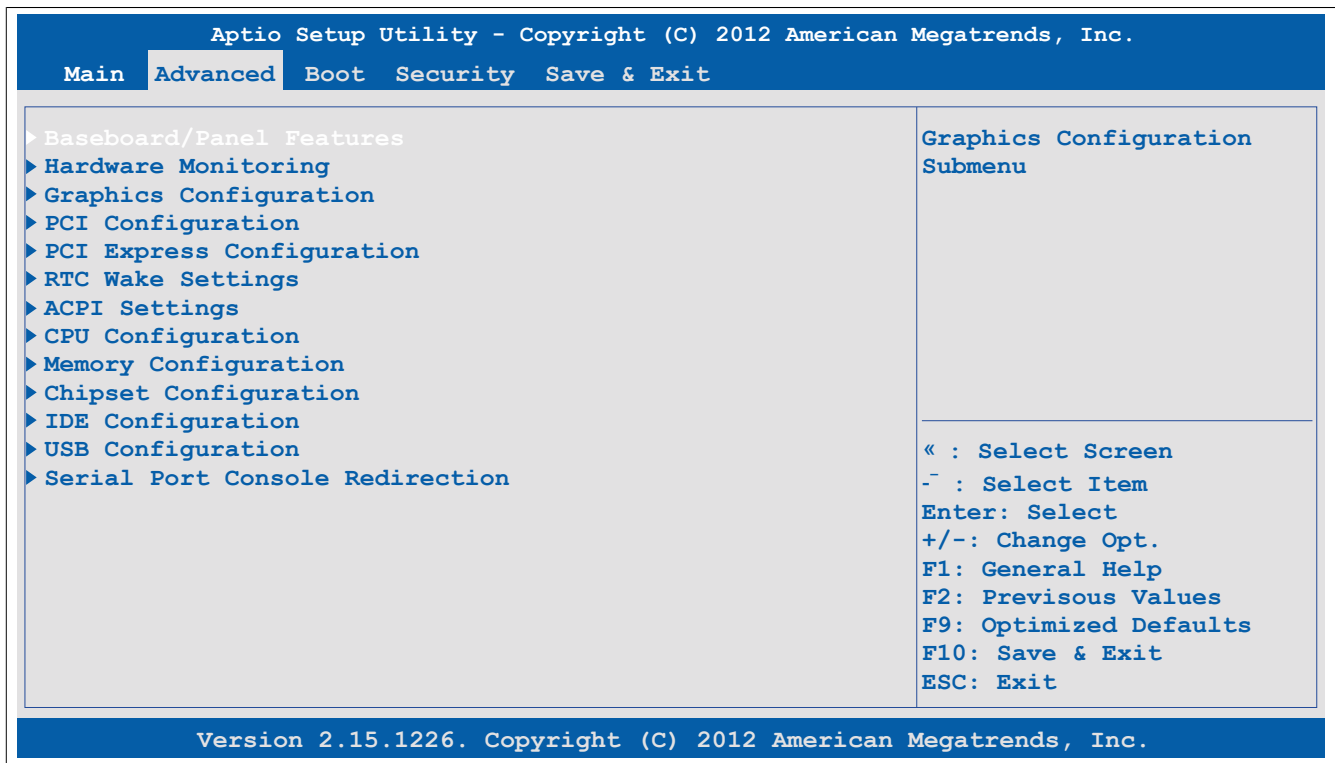 Aptio Setup Utility - Copyright (C) 2012 American Megatrends, Inc.
Main Advanced Boot Security Save & Exit
Baseboard/Panel Features
Hardware Monitoring
Graphics Configuration
PCI Configuration
PCI Express Configuration
RTC Wake Settings
ACPI Settings
CPU Configuration
Memory Configuration
Chipset Configuration
IDE Configuration
USB Configuration
Serial Port Console Redirection
Graphics Configuration
Submenu
« : Select Screen
-¯ : Select Item
Enter: Select
+/-: Change Opt.
F1: General Help
F2: Previsous Values
F9: Optimized Defaults
F10: Save & Exit
ESC: Exit
Version 2.15.1226. Copyright (C) 2012 American Megatrends, Inc.